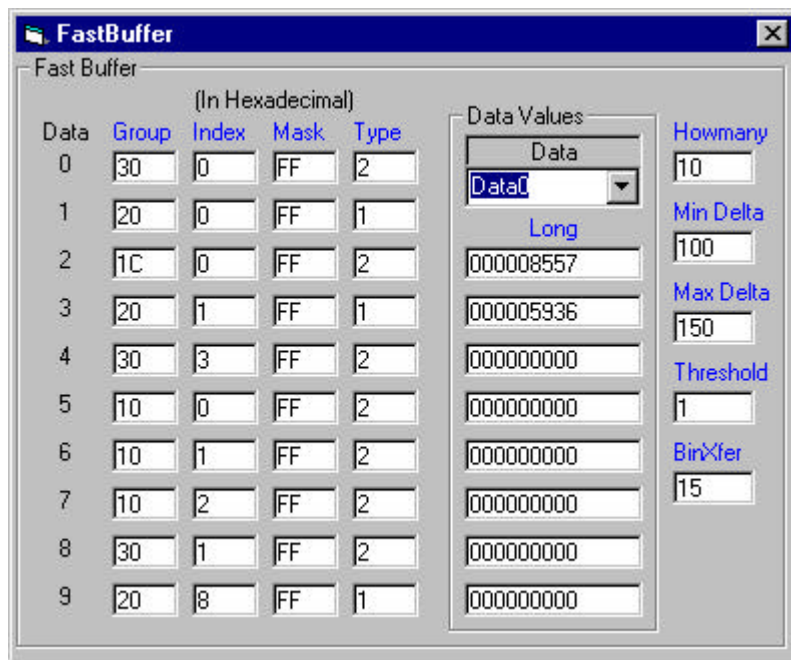 FastBuffer
Fast Buffer
(In Hexadecimal)
Data Group Index Mask Type
0 30 0 FF 2
1 20 0 FF 1
2 1C 0 FF 2
3 20 1 FF 1
4 30 3 FF 2
5 10 0 FF 2
6 10 1 FF 2
7 10 2 FF 2
8 30 1 FF 2
9 20 8 FF 1
Data Values
Data
Data0
Long
000008557
000005936
000000000
000000000
000000000
000000000
000000000
000000000
Howmany
10
Min Delta
100
Max Delta
150
Threshold
1
BinXfer
15